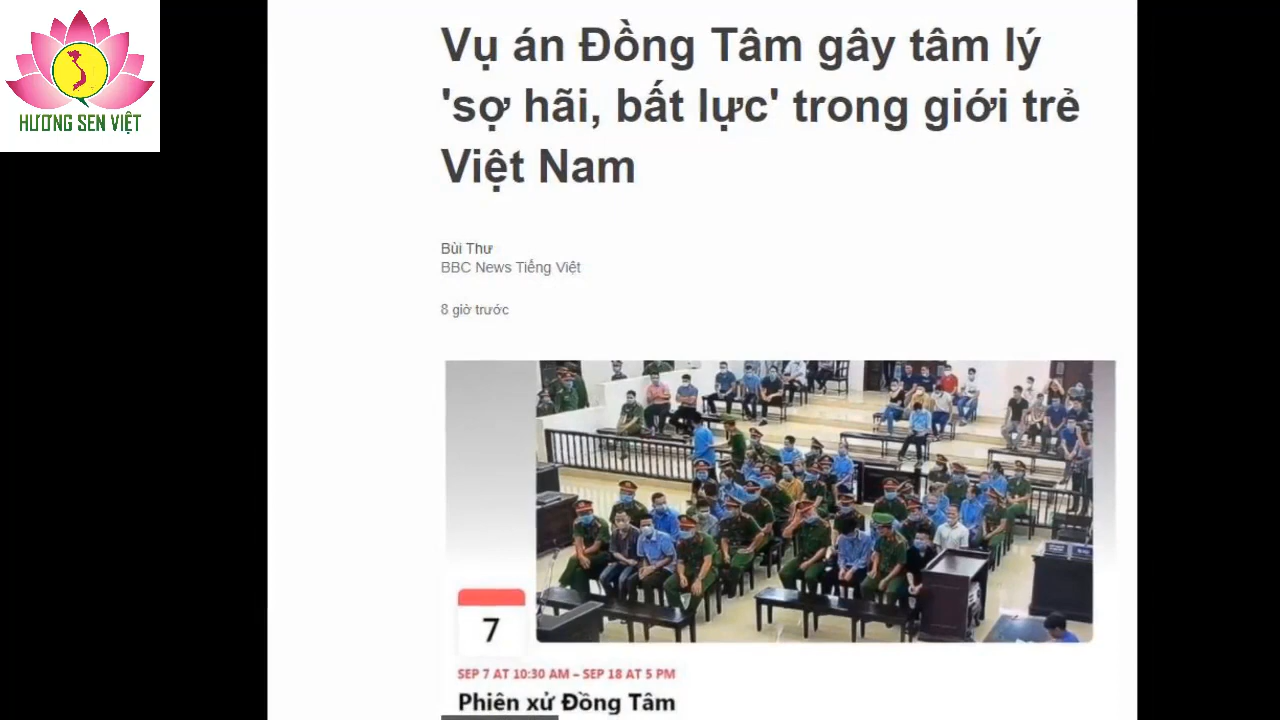 HƯƠNG SEN VIỆT
Vụ án Đồng Tâm gây tâm lý
'sợ hãi, bất lực' trong giới trẻ
Việt Nam
Bùi Thư
BBC News Tiếng Việt
8 giờ trước
7
SEP 7 AT 10:30 AM – SEP 18 AT 5 PM
Phiên xử Đồng Tâm